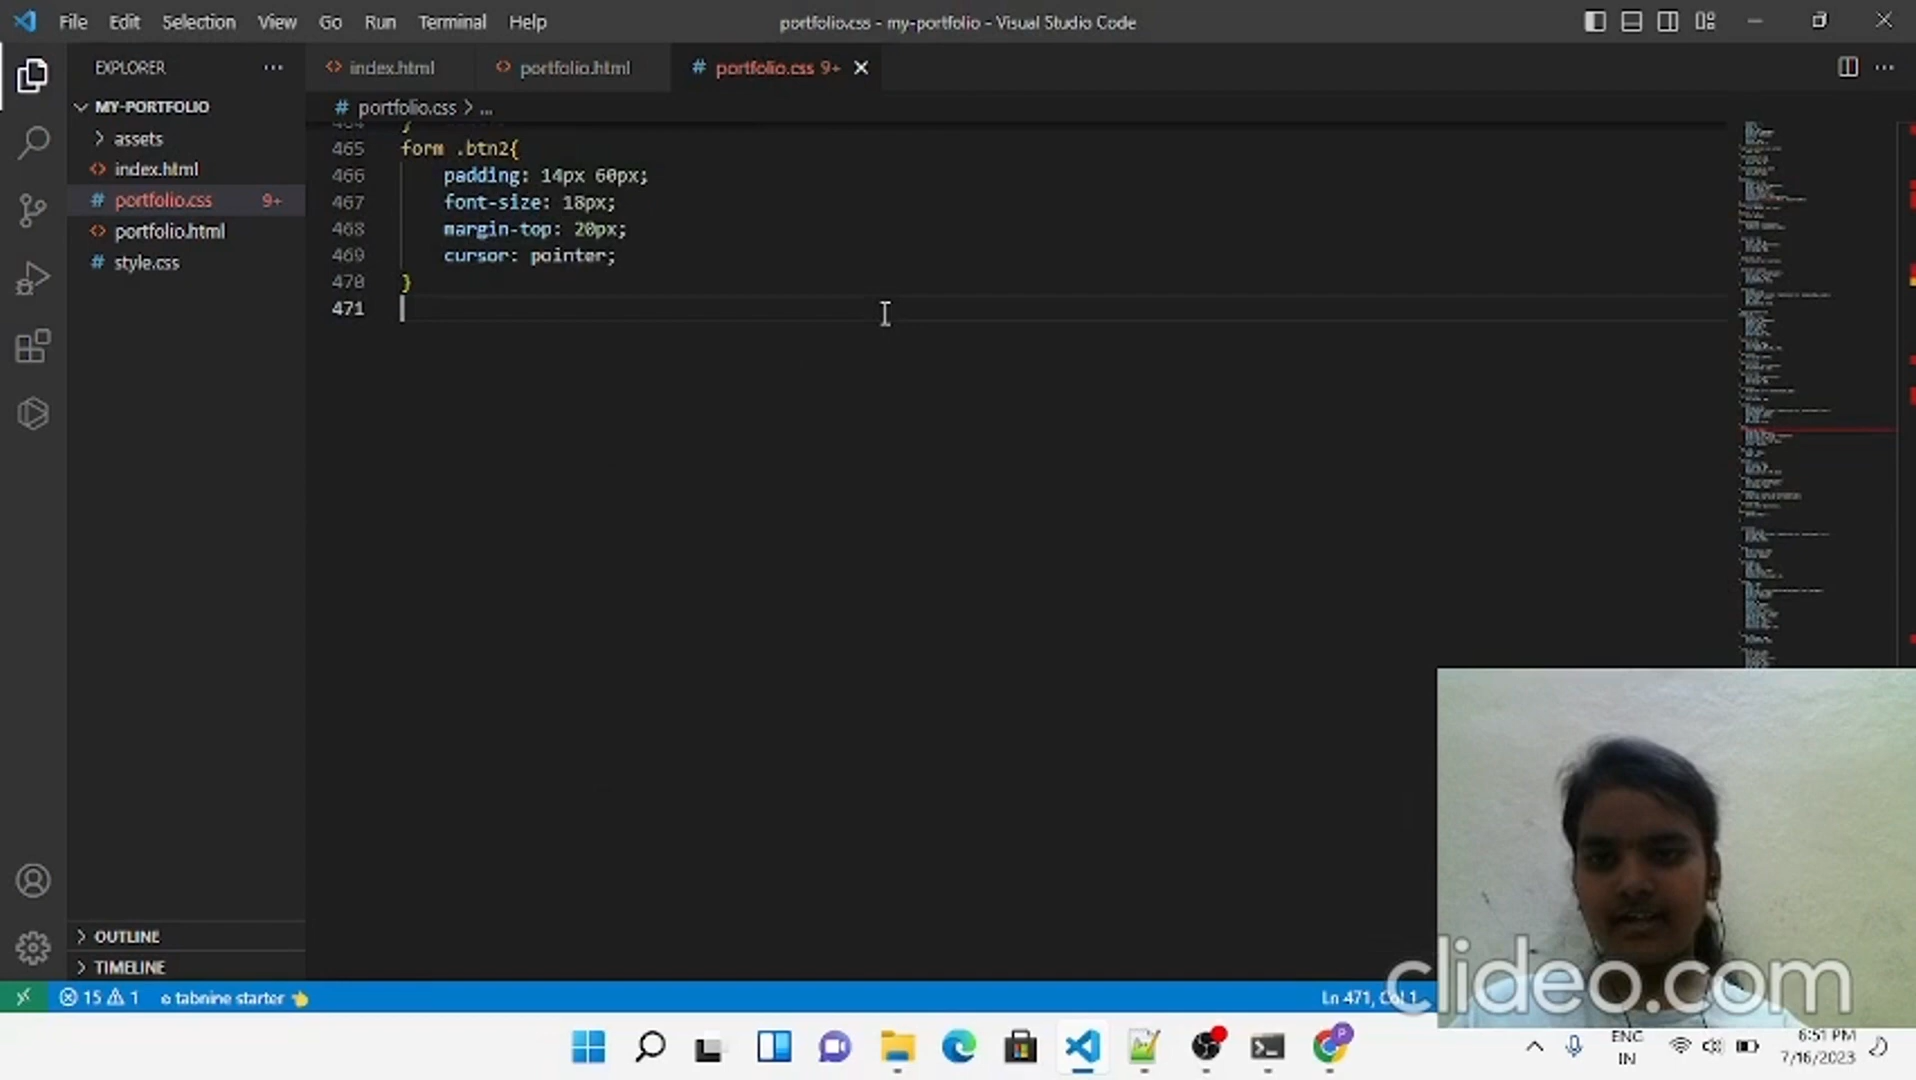 File Edit Selection View Go Run Terminal Help
portfolio.css - my-portfolio - Visual Studio Code
EXPLORER
index.html
portfolio.html
portfolio.css 9+
MY-PORTFOLIO
assets
index.html
portfolio.css 9+
portfolio.html
style.css
OUTLINE
TIMELINE
portfolio.css > ...
464 }
465 form .btn2{
466 padding: 14px 60px;
467 font-size: 18px;
468 margin-top: 20px;
469 cursor: pointer;
470 }
471
clideo.com
15 1 tabnine starter
Ln 471, Col 1
ENG
IN
6:51 PM
7/16/2023